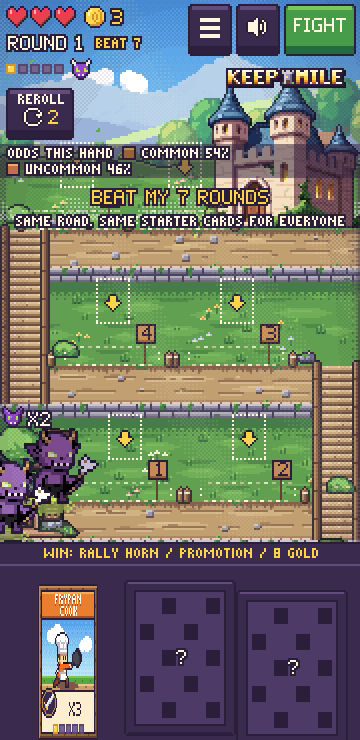 3
FIGHT
ROUND 1 BEAT 7
KEEP MILE
REROLL
2
ODDS THIS HAND COMMON 54%
UNCOMMON 46%
BEAT MY 7 ROUNDS
SAME ROAD, SAME STARTER CARDS FOR EVERYONE
4
3
X2
1
2
WIN: RALLY HORN / PROMOTION / 8 GOLD
FRYPAN
COOK
X3
?
?